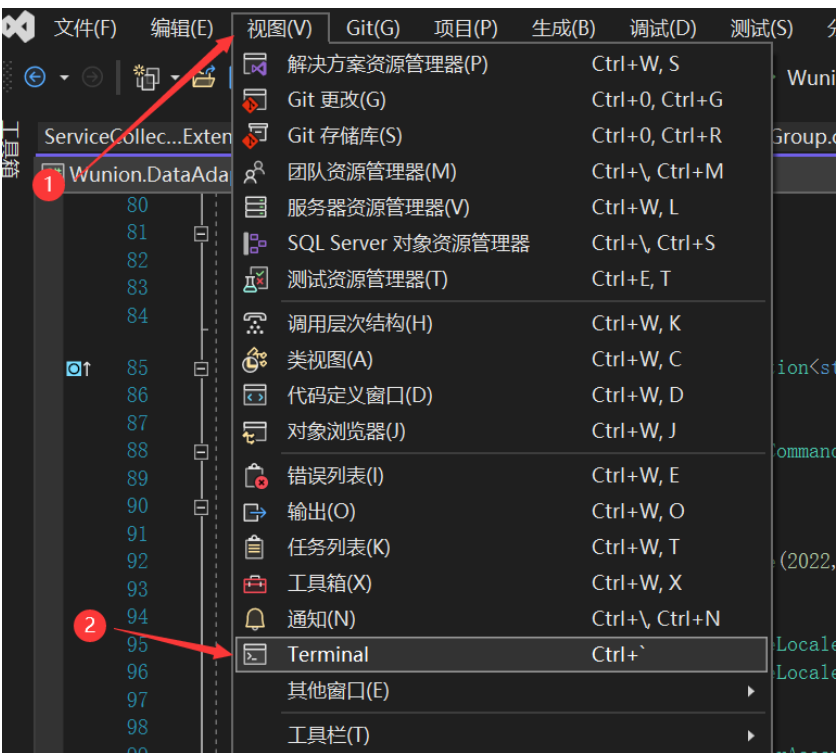 文件(F) 编辑(E) 视图(V) Git(G) 项目(P) 生成(B) 调试(D) 测试(S)
解决方案资源管理器(P) Ctrl+W, S
Wuni
Git 更改(G) Ctrl+0, Ctrl+G
工具箱
ServiceCollec...Exten
Git 存储库(S) Ctrl+0, Ctrl+R
Group.c
1
Wunion.DataAda
团队资源管理器(M) Ctrl+\, Ctrl+M
80
服务器资源管理器(V) Ctrl+W, L
81
SQL Server 对象资源管理器 Ctrl+\, Ctrl+S
82
测试资源管理器(T) Ctrl+E, T
83
84
调用层次结构(H) Ctrl+W, K
85
类视图(A) Ctrl+W, C
ion<st
86
代码定义窗口(D) Ctrl+W, D
87
对象浏览器(J) Ctrl+W, J
88
Comman
89
错误列表(I) Ctrl+W, E
90
输出(O) Ctrl+W, O
91
任务列表(K) Ctrl+W, T
92
(2022,
93
工具箱(X) Ctrl+W, X
94
2
通知(N) Ctrl+\, Ctrl+N
95
Terminal Ctrl+`
Locale
96
Locale
97
其他窗口(E)
98
工具栏(T)